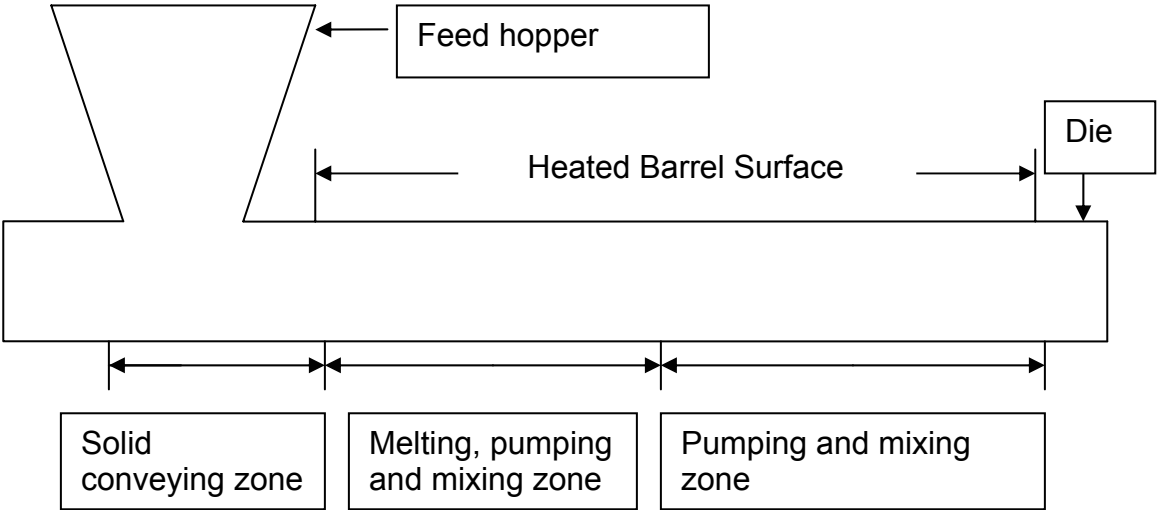 Feed hopper
Die
Heated Barrel Surface
Solid
conveying zone
Melting, pumping
and mixing zone
Pumping and mixing
zone